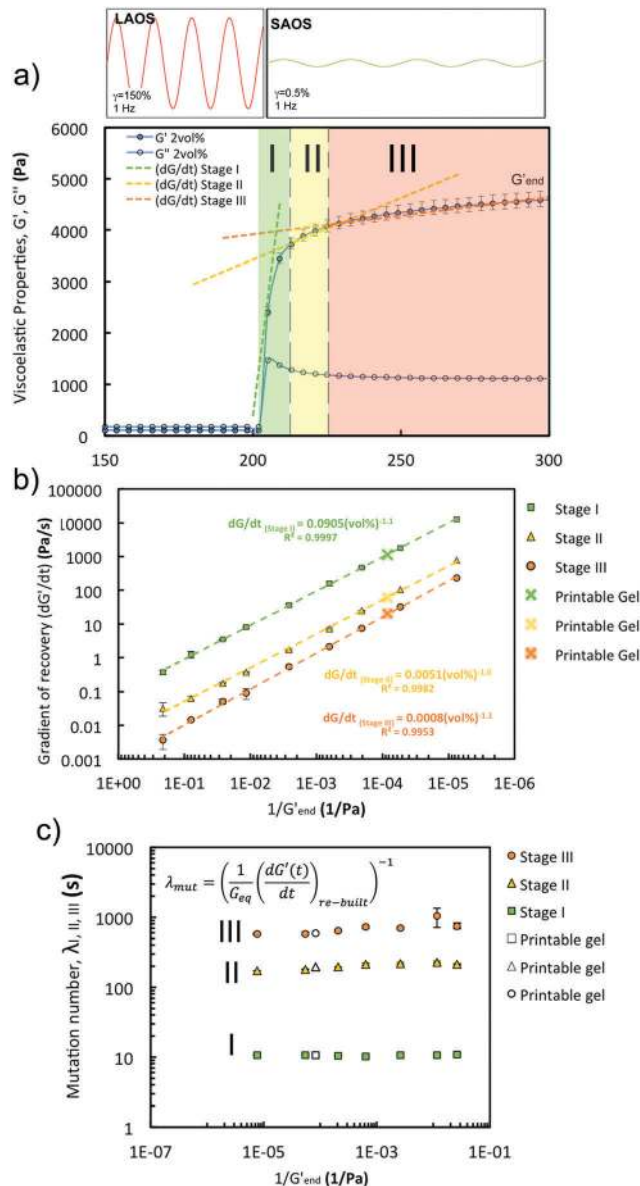 LAOS
γ=150%
1 Hz
SAOS
γ=0.5%
1 Hz
a)
Viscoelastic Properties, G', G"
(Pa)
6000
5000
4000
3000
2000
1000
0
G' 2vol%
G" 2vol%
(dG/dt) Stage I
(dG/dt) Stage II
(dG/dt) Stage III
I
II
III
G'end
150
200
250
300
b)
Gradient of recovery (dG'/dt) (Pa/s)
100000
10000
1000
100
10
1
0.1
0.01
0.001
dG/dt (Stage I) = 0.0905(vol%)-1.1
R² = 0.9997
dG/dt (Stage II) = 0.0051(vol%)-1.0
R² = 0.9982
dG/dt (Stage III) = 0.0008(vol%)-1.1
R² = 0.9953
Stage I
Stage II
Stage III
Printable Gel
Printable Gel
Printable Gel
1E+00
1E-01
1E-02
1E-03
1E-04
1E-05
1E-06
1/G'end (1/Pa)
c)
Mutation number, λI, II, III (s)
10000
1000
100
10
1
λmut = (1/Geq (dG'(t)/dt)re-built)−1
III
II
I
Stage III
Stage II
Stage I
Printable gel
Printable gel
Printable gel
1E-07
1E-05
1E-03
1E-01
1/G'end (1/Pa)